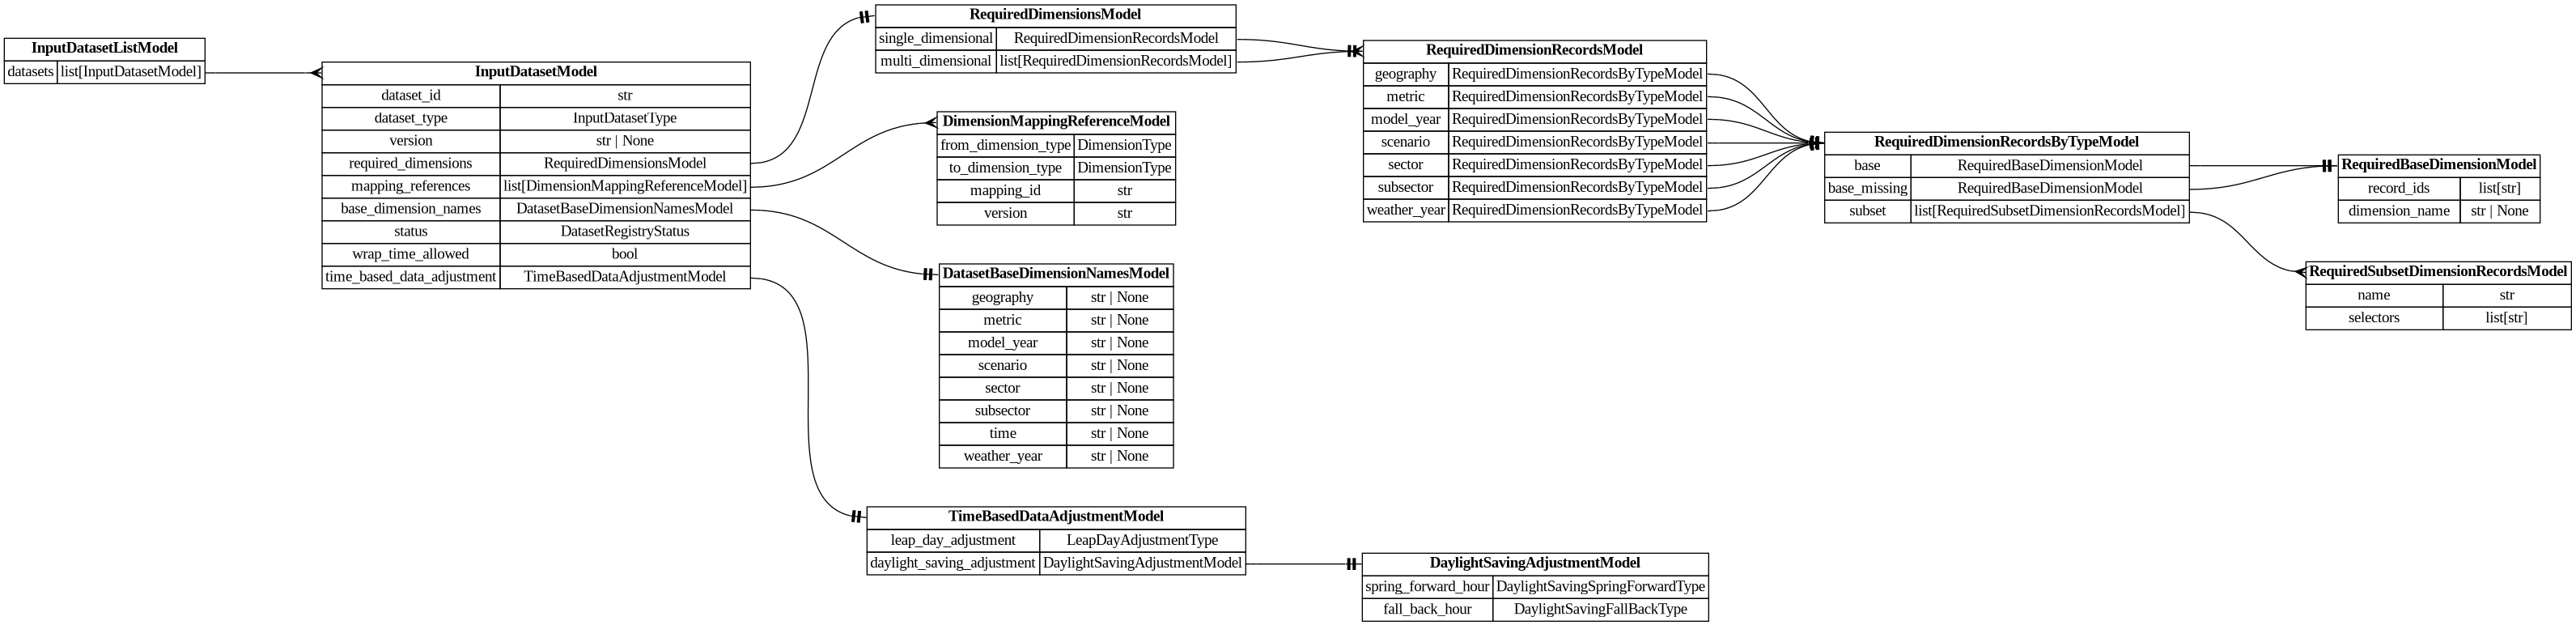 InputDatasetListModel
datasets list[InputDatasetModel]
InputDatasetModel
dataset_id str
dataset_type InputDatasetType
version str | None
required_dimensions RequiredDimensionsModel
mapping_references list[DimensionMappingReferenceModel]
base_dimension_names DatasetBaseDimensionNamesModel
status DatasetRegistryStatus
wrap_time_allowed bool
time_based_data_adjustment TimeBasedDataAdjustmentModel
RequiredDimensionsModel
single_dimensional RequiredDimensionRecordsModel
multi_dimensional list[RequiredDimensionRecordsModel]
DimensionMappingReferenceModel
from_dimension_type DimensionType
to_dimension_type DimensionType
mapping_id str
version str
DatasetBaseDimensionNamesModel
geography str | None
metric str | None
model_year str | None
scenario str | None
sector str | None
subsector str | None
time str | None
weather_year str | None
TimeBasedDataAdjustmentModel
leap_day_adjustment LeapDayAdjustmentType
daylight_saving_adjustment DaylightSavingAdjustmentModel
RequiredDimensionRecordsModel
geography RequiredDimensionRecordsByTypeModel
metric RequiredDimensionRecordsByTypeModel
model_year RequiredDimensionRecordsByTypeModel
scenario RequiredDimensionRecordsByTypeModel
sector RequiredDimensionRecordsByTypeModel
subsector RequiredDimensionRecordsByTypeModel
weather_year RequiredDimensionRecordsByTypeModel
DaylightSavingAdjustmentModel
spring_forward_hour DaylightSavingSpringForwardType
fall_back_hour DaylightSavingFallBackType
RequiredDimensionRecordsByTypeModel
base RequiredBaseDimensionModel
base_missing RequiredBaseDimensionModel
subset list[RequiredSubsetDimensionRecordsModel]
RequiredBaseDimensionModel
record_ids list[str]
dimension_name str | None
RequiredSubsetDimensionRecordsModel
name str
selectors list[str]